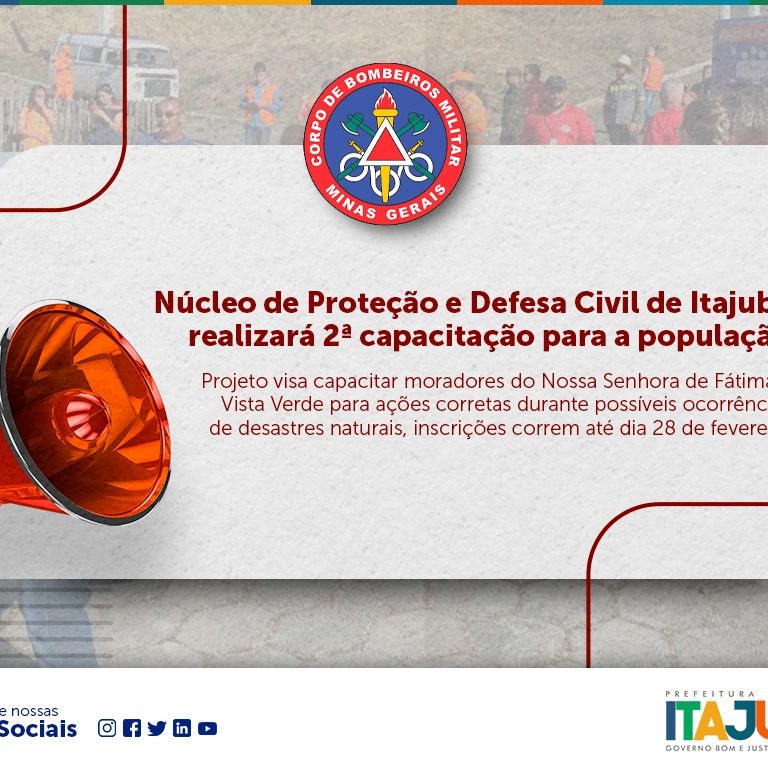 CORPO DE BOMBEIROS MILITAR
MINAS GERAIS
Núcleo de Proteção e Defesa Civil de Itajub
realizará 2ª capacitação para a populaçã
Projeto visa capacitar moradores do Nossa Senhora de Fátima
Vista Verde para ações corretas durante possíveis ocorrênc
de desastres naturais, inscrições correm até dia 28 de fevere
e nossas
Sociais
PREFEITURA
ITAJU
GOVERNO BOM E JUST